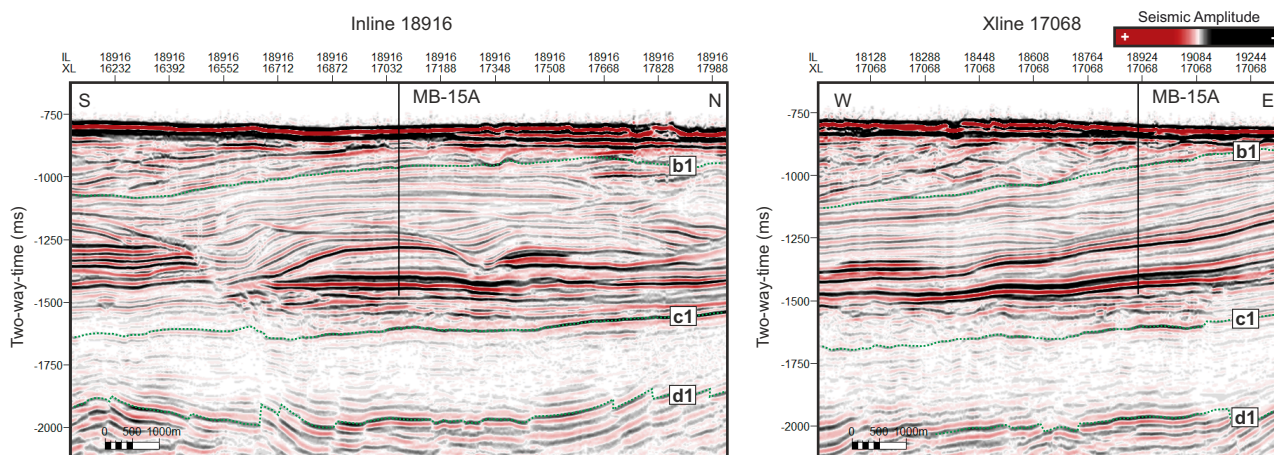 Inline 18916
IL 18916 18916 18916 18916 18916 18916 18916 18916 18916 18916 18916 18916
XL 16232 16392 16552 16712 16872 17032 17188 17348 17508 17668 17828 17988
S
MB-15A
N
-750
-1000
-1250
-1500
-1750
-2000
Two-way-time (ms)
b1
c1
d1
0 500 1000m
Xline 17068
Seismic Amplitude
+ -
IL 18128 18288 18448 18608 18764 18924 19084 19244
XL 17068 17068 17068 17068 17068 17068 17068 17068
W
MB-15A
E
-750
-1000
-1250
-1500
-1750
-2000
Two-way-time (ms)
b1
c1
d1
0 500 1000m